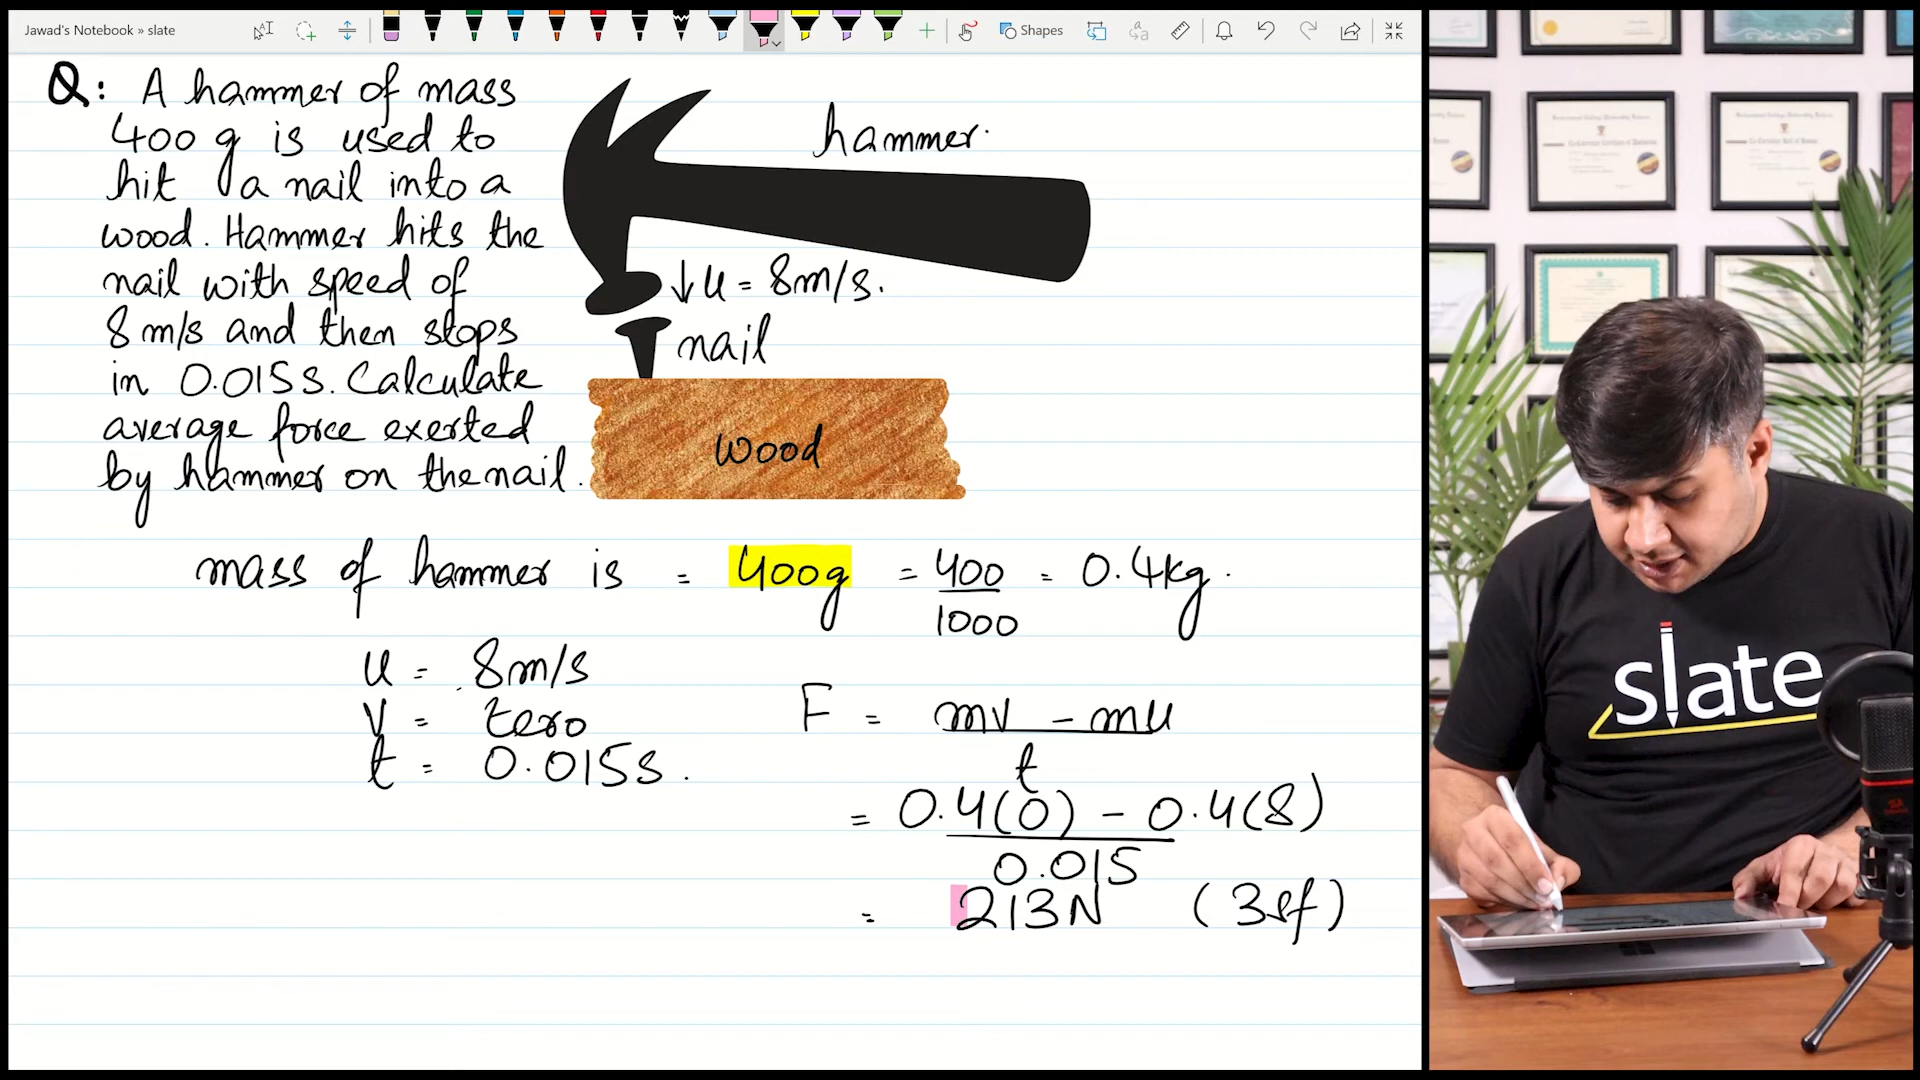 Jawad's Notebook » slate
Shapes
Q: A hammer of mass
400 g is used to
hit a nail into a
wood. Hammer hits the
nail with speed of
8 m/s and then stops
in 0.015s. Calculate
average force exerted
by hammer on the nail.
hammer.
↓ u = 8m/s.
nail
wood
mass of hammer is = 400g = 400/1000 = 0.4kg.
u = 8m/s
v = zero
t = 0.015s.
F = mv - mu
t
= 0.4(0) - 0.4(8)
0.015
= 213N (3sf)
slate